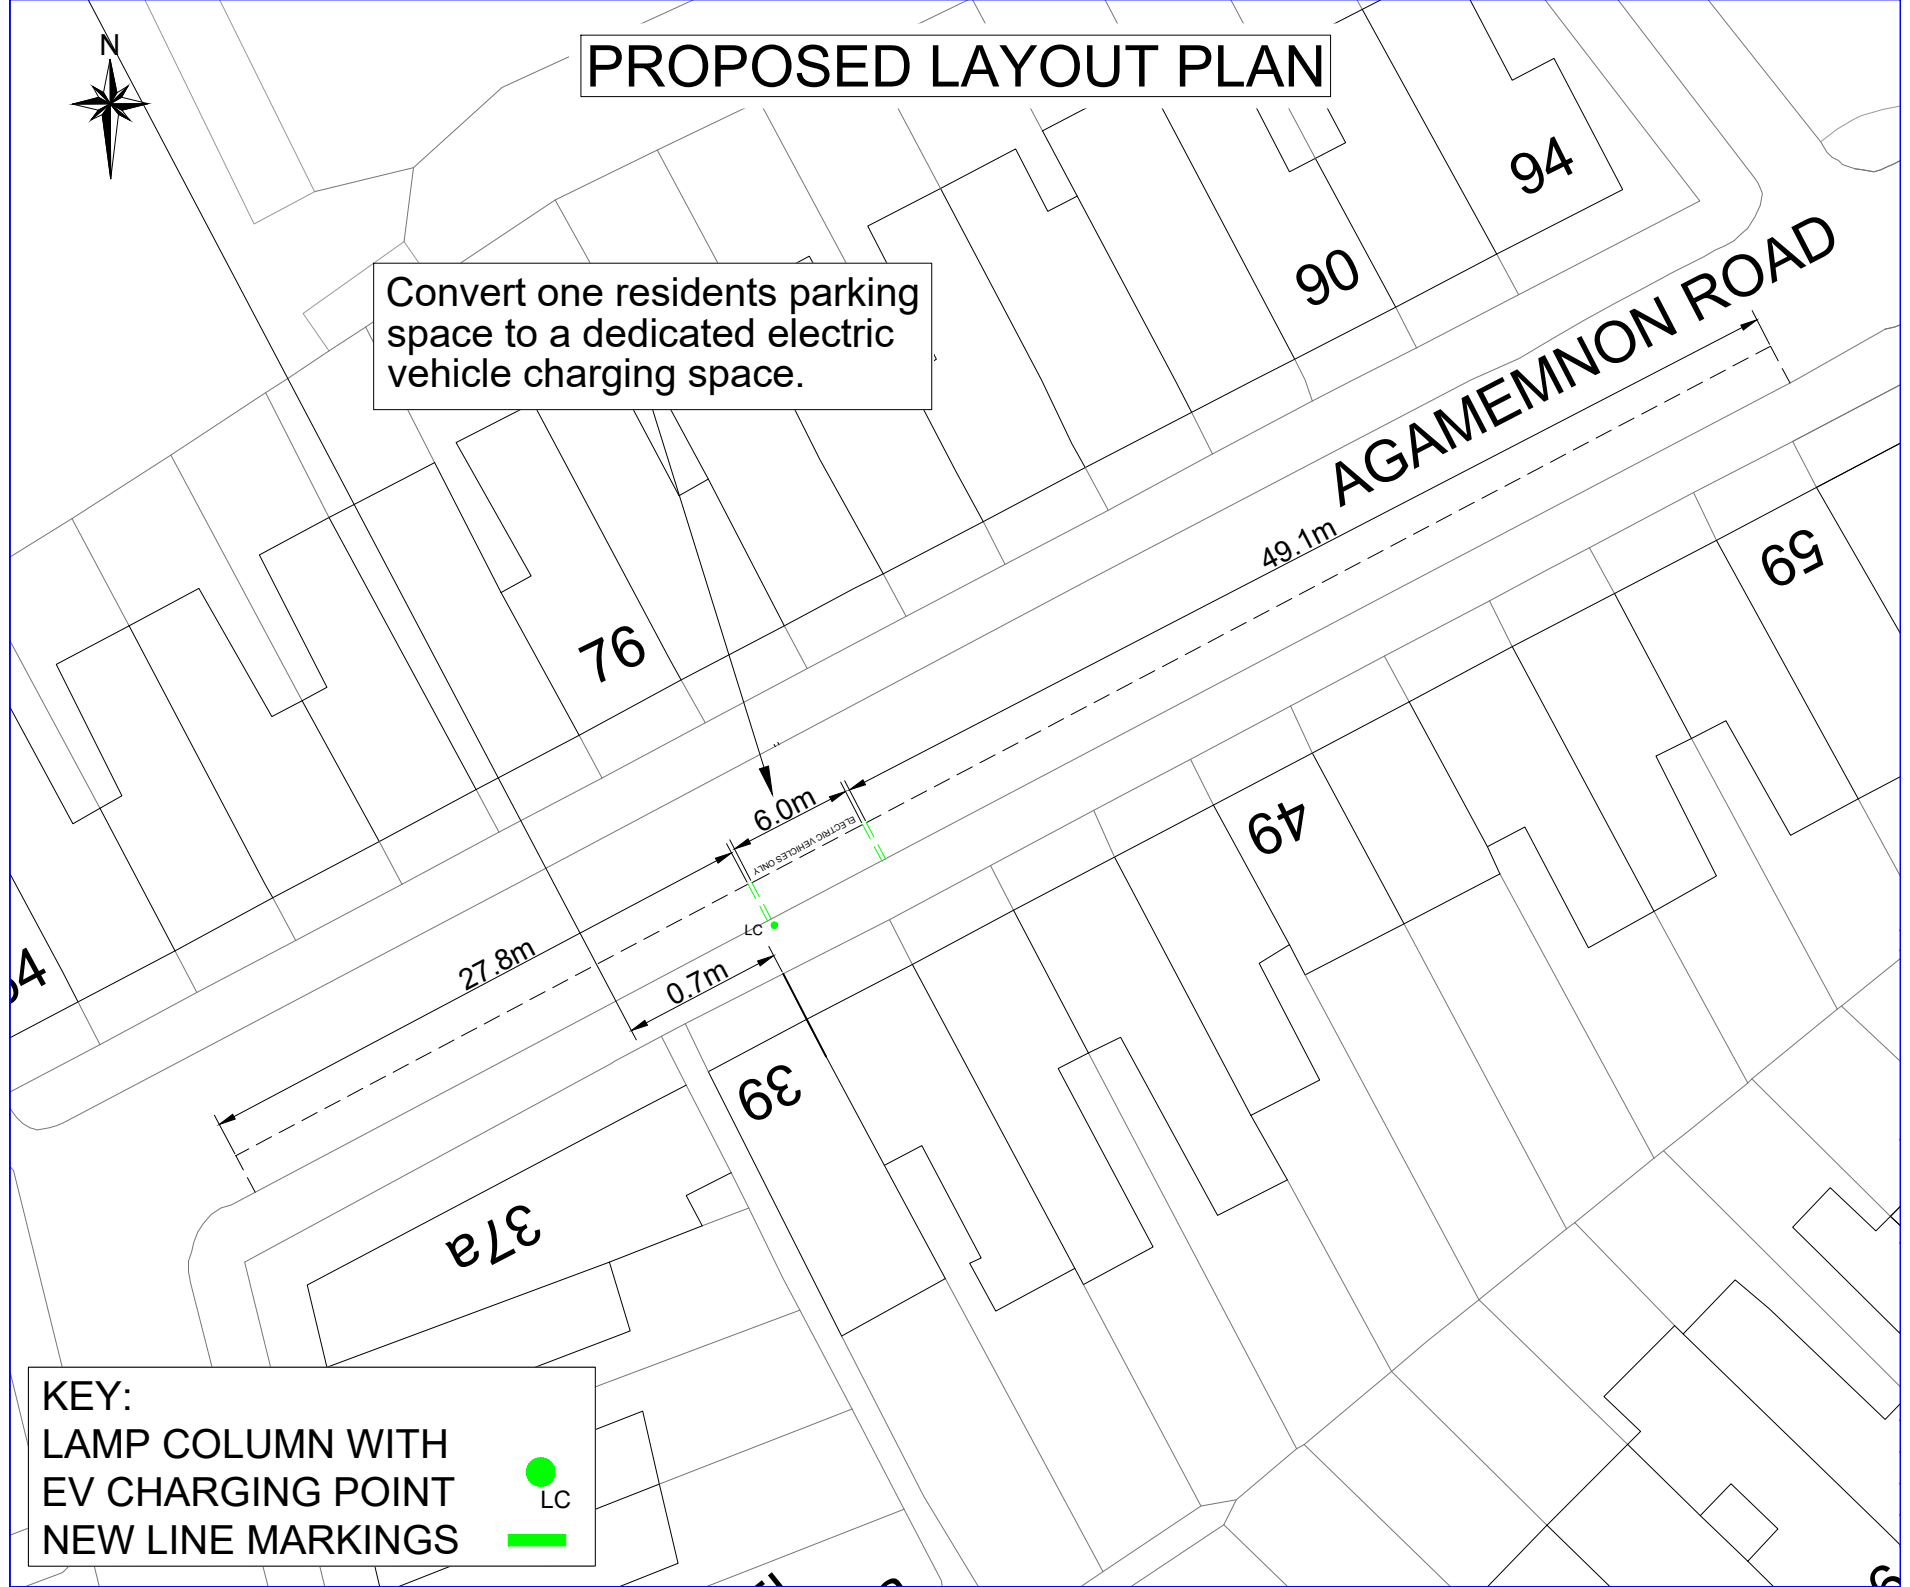 N
PROPOSED LAYOUT PLAN
94
90
AGAMEMNON ROAD
Convert one residents parking
space to a dedicated electric
vehicle charging space.
49.1m
59
76
6.0m
ELECTRIC VEHICLES ONLY
49
LC
27.8m
0.7m
39
37a
KEY:
LAMP COLUMN WITH
EV CHARGING POINT
LC
NEW LINE MARKINGS